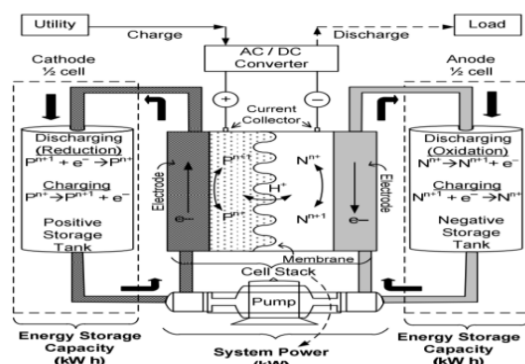 Utility
Load
Charge
Discharge
AC / DC
Converter
Cathode
½ cell
Anode
½ cell
+
−
Current
Collector
Discharging
(Reduction)
Pⁿ⁺¹ + e⁻→Pⁿ⁺
Charging
Pⁿ⁺→Pⁿ⁺¹ + e⁻
Positive
Storage
Tank
Electrode
e⁻
Pⁿ⁺¹
Pⁿ⁺
H⁺
Nⁿ⁺
Nⁿ⁺¹
e⁻
Electrode
Discharging
(Oxidation)
Nⁿ⁺→Nⁿ⁺¹ + e⁻
Charging
Nⁿ⁺¹ + e⁻→Nⁿ⁺
Negative
Storage
Tank
Membrane
Cell Stack
Pump
Energy Storage
Capacity
(kW h)
System Power
(kW)
Energy Storage
Capacity
(kW h)